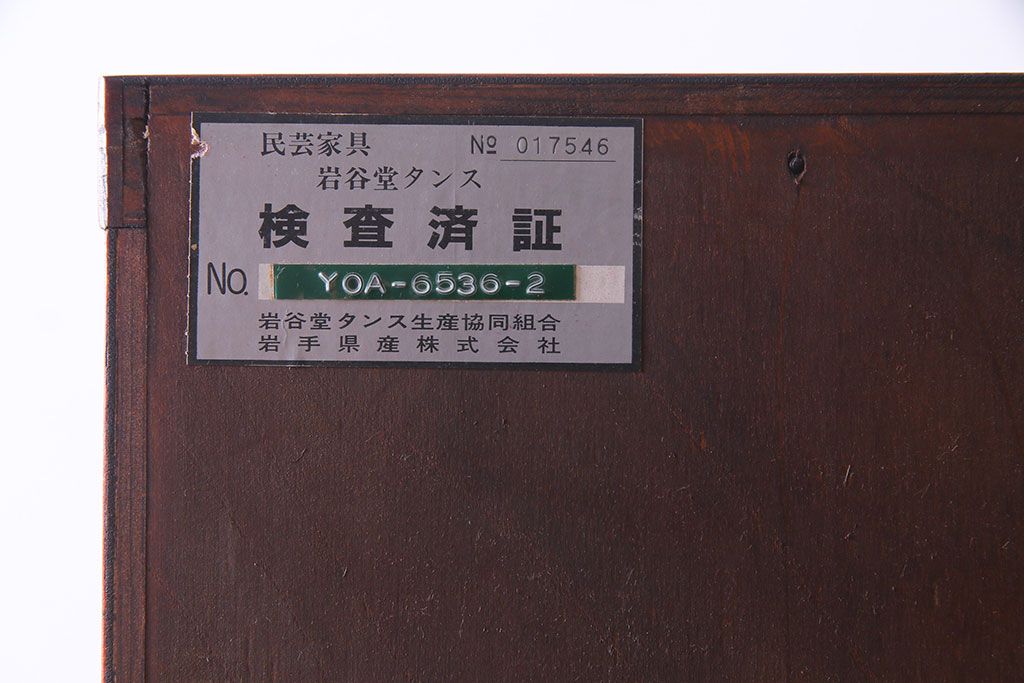 民芸家具 № 017546
岩谷堂タンス
検査済証
No. YOA-6536-2
岩谷堂タンス生産協同組合
岩手県産株式会社